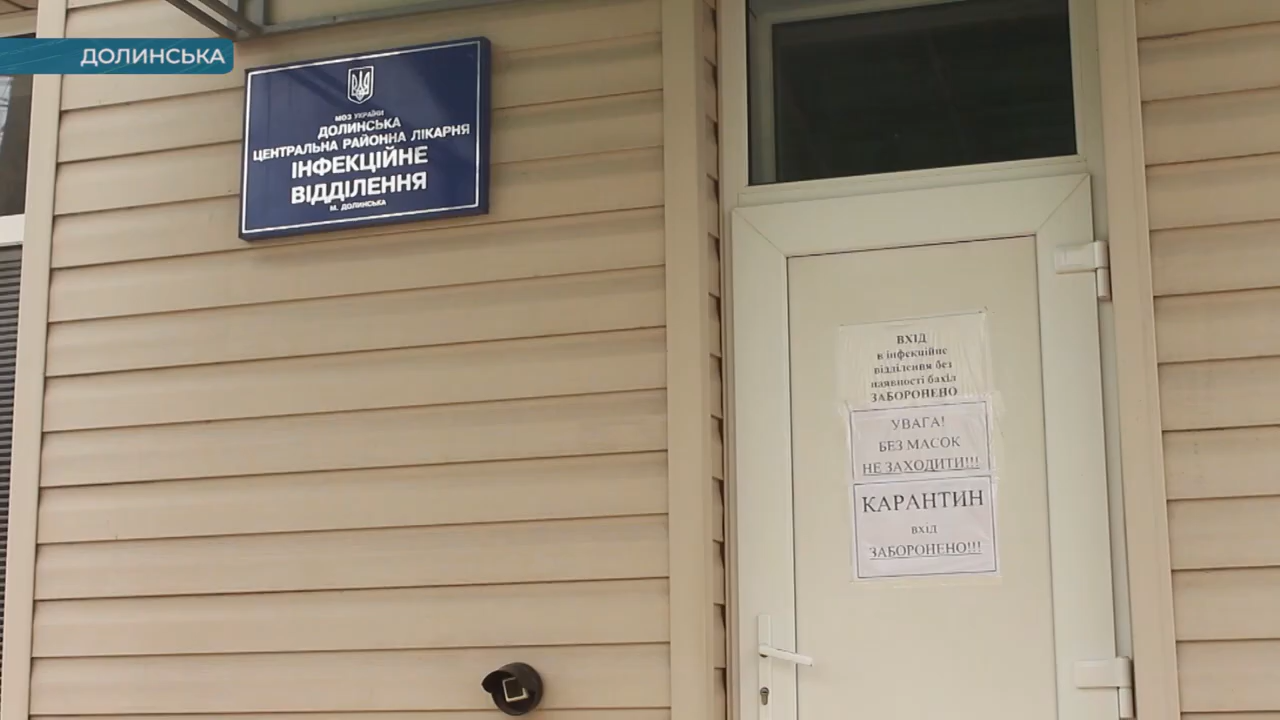 ДОЛИНСЬКА
МОЗ УКРАЇНИ
ДОЛИНСЬКА
ЦЕНТРАЛЬНА РАЙОННА ЛІКАРНЯ
ІНФЕКЦІЙНЕ
ВІДДІЛЕННЯ
М. ДОЛИНСЬКА
ВХІД
в інфекційне
відділення без
наявності бахіл
ЗАБОРОНЕНО
УВАГА!
БЕЗ МАСОК
НЕ ЗАХОДИТИ!!!
КАРАНТИН
ВХІД
ЗАБОРОНЕНО!!!